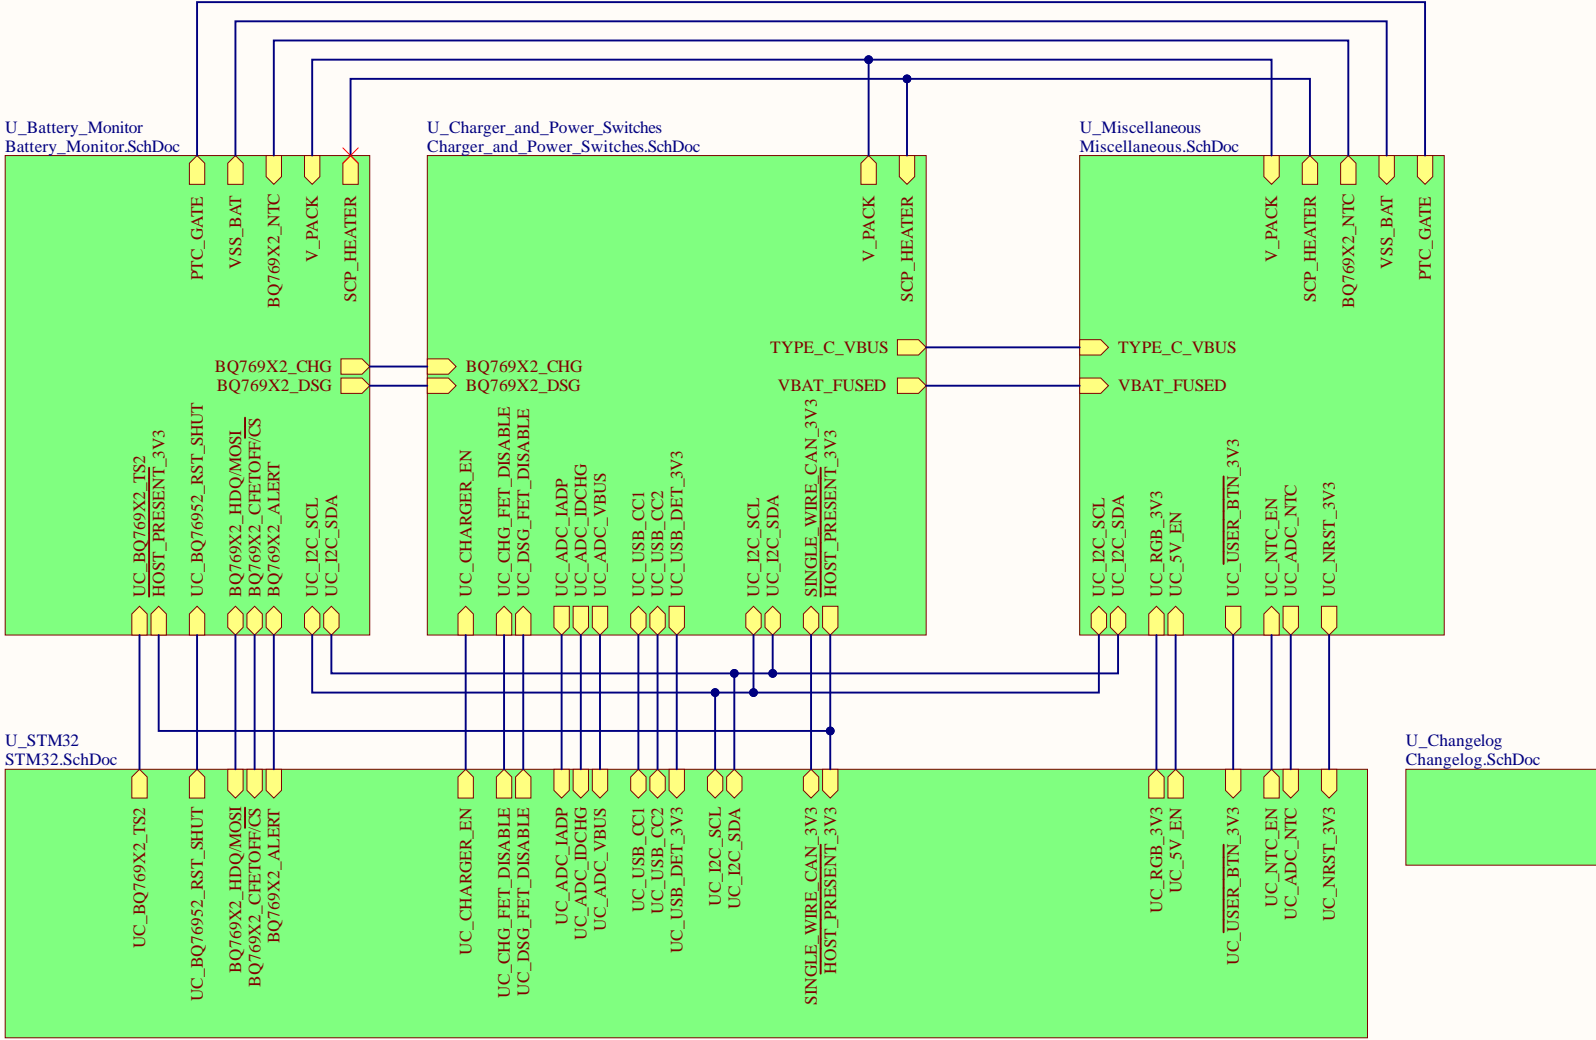 U_Battery_Monitor
Battery_Monitor.SchDoc
PTC_GATE
VSS_BAT
BQ769X2_NTC
V_PACK
SCP_HEATER
BQ769X2_CHG
BQ769X2_DSG
UC_BQ769X2_TS2
HOST_PRESENT_3V3
UC_BQ76952_RST_SHUT
BQ769X2_HDQ/MOSI
BQ769X2_CFETOFF/CS
BQ769X2_ALERT
UC_I2C_SCL
UC_I2C_SDA
U_Charger_and_Power_Switches
Charger_and_Power_Switches.SchDoc
V_PACK
SCP_HEATER
TYPE_C_VBUS
VBAT_FUSED
BQ769X2_CHG
BQ769X2_DSG
UC_CHARGER_EN
UC_CHG_FET_DISABLE
UC_DSG_FET_DISABLE
UC_ADC_IADP
UC_ADC_IDCHG
UC_ADC_VBUS
UC_USB_CC1
UC_USB_CC2
UC_USB_DET_3V3
UC_I2C_SCL
UC_I2C_SDA
SINGLE_WIRE_CAN_3V3
HOST_PRESENT_3V3
U_Miscellaneous
Miscellaneous.SchDoc
V_PACK
SCP_HEATER
BQ769X2_NTC
VSS_BAT
PTC_GATE
TYPE_C_VBUS
VBAT_FUSED
UC_I2C_SCL
UC_I2C_SDA
UC_RGB_3V3
UC_5V_EN
UC_USER_BTN_3V3
UC_NTC_EN
UC_ADC_NTC
UC_NRST_3V3
U_STM32
STM32.SchDoc
UC_BQ769X2_TS2
UC_BQ76952_RST_SHUT
BQ769X2_HDQ/MOSI
BQ769X2_CFETOFF/CS
BQ769X2_ALERT
UC_CHARGER_EN
UC_CHG_FET_DISABLE
UC_DSG_FET_DISABLE
UC_ADC_IADP
UC_ADC_IDCHG
UC_ADC_VBUS
UC_USB_CC1
UC_USB_CC2
UC_USB_DET_3V3
UC_I2C_SCL
UC_I2C_SDA
SINGLE_WIRE_CAN_3V3
HOST_PRESENT_3V3
UC_RGB_3V3
UC_5V_EN
UC_USER_BTN_3V3
UC_NTC_EN
UC_ADC_NTC
UC_NRST_3V3
U_Changelog
Changelog.SchDoc